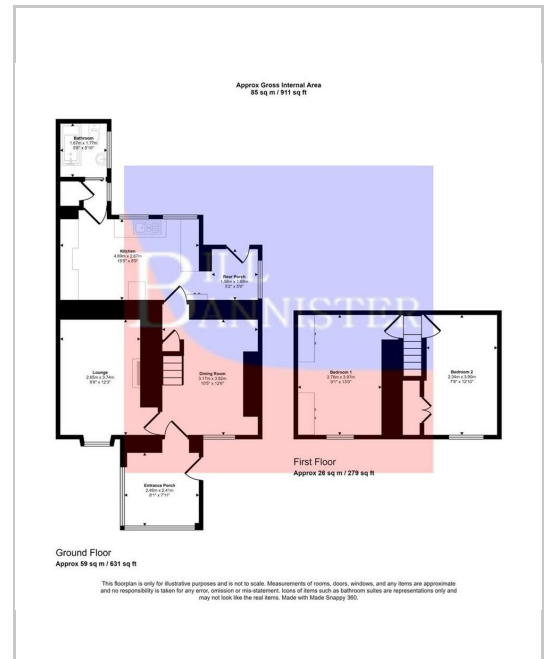 Approx Gross Internal Area
85 sq m / 911 sq ft
Bathroom
1.67m x 1.77m
5'6" x 5'10"
Kitchen
4.69m x 2.67m
15'5" x 8'9"
Rear Porch
1.58m x 1.68m
5'2" x 5'6"
BILL
BANNISTER
Lounge
2.95m x 3.74m
9'8" x 12'3"
Dining Room
3.17m x 3.82m
10'5" x 12'6"
Bedroom 1
2.76m x 3.97m
9'1" x 13'0"
Bedroom 2
2.34m x 3.90m
7'8" x 12'10"
Entrance Porch
2.46m x 2.41m
8'1" x 7'11"
First Floor
Approx 26 sq m / 279 sq ft
Ground Floor
Approx 59 sq m / 631 sq ft
This floorplan is only for illustrative purposes and is not to scale. Measurements of rooms, doors, windows, and any items are approximate
and no responsibility is taken for any error, omission or mis-statement. Icons of items such as bathroom suites are representations only and
may not look like the real items. Made with Made Snappy 360.